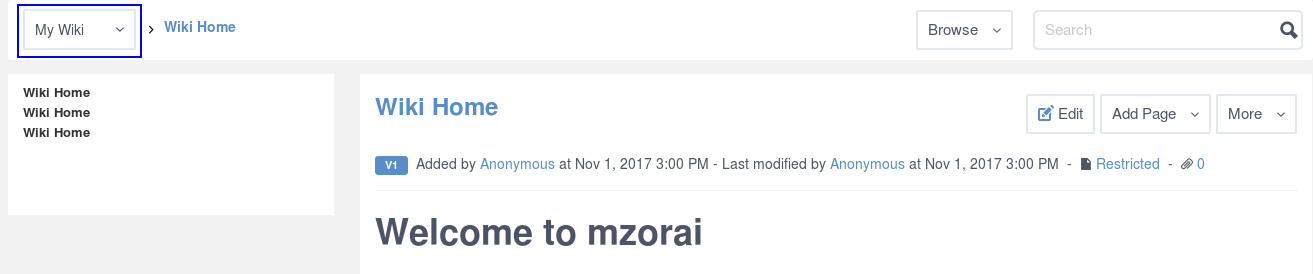 My Wiki > Wiki Home Browse Search
Wiki Home
Wiki Home
Wiki Home
Wiki Home Edit Add Page More
V1 Added by Anonymous at Nov 1, 2017 3:00 PM - Last modified by Anonymous at Nov 1, 2017 3:00 PM - Restricted - 0
Welcome to mzorai